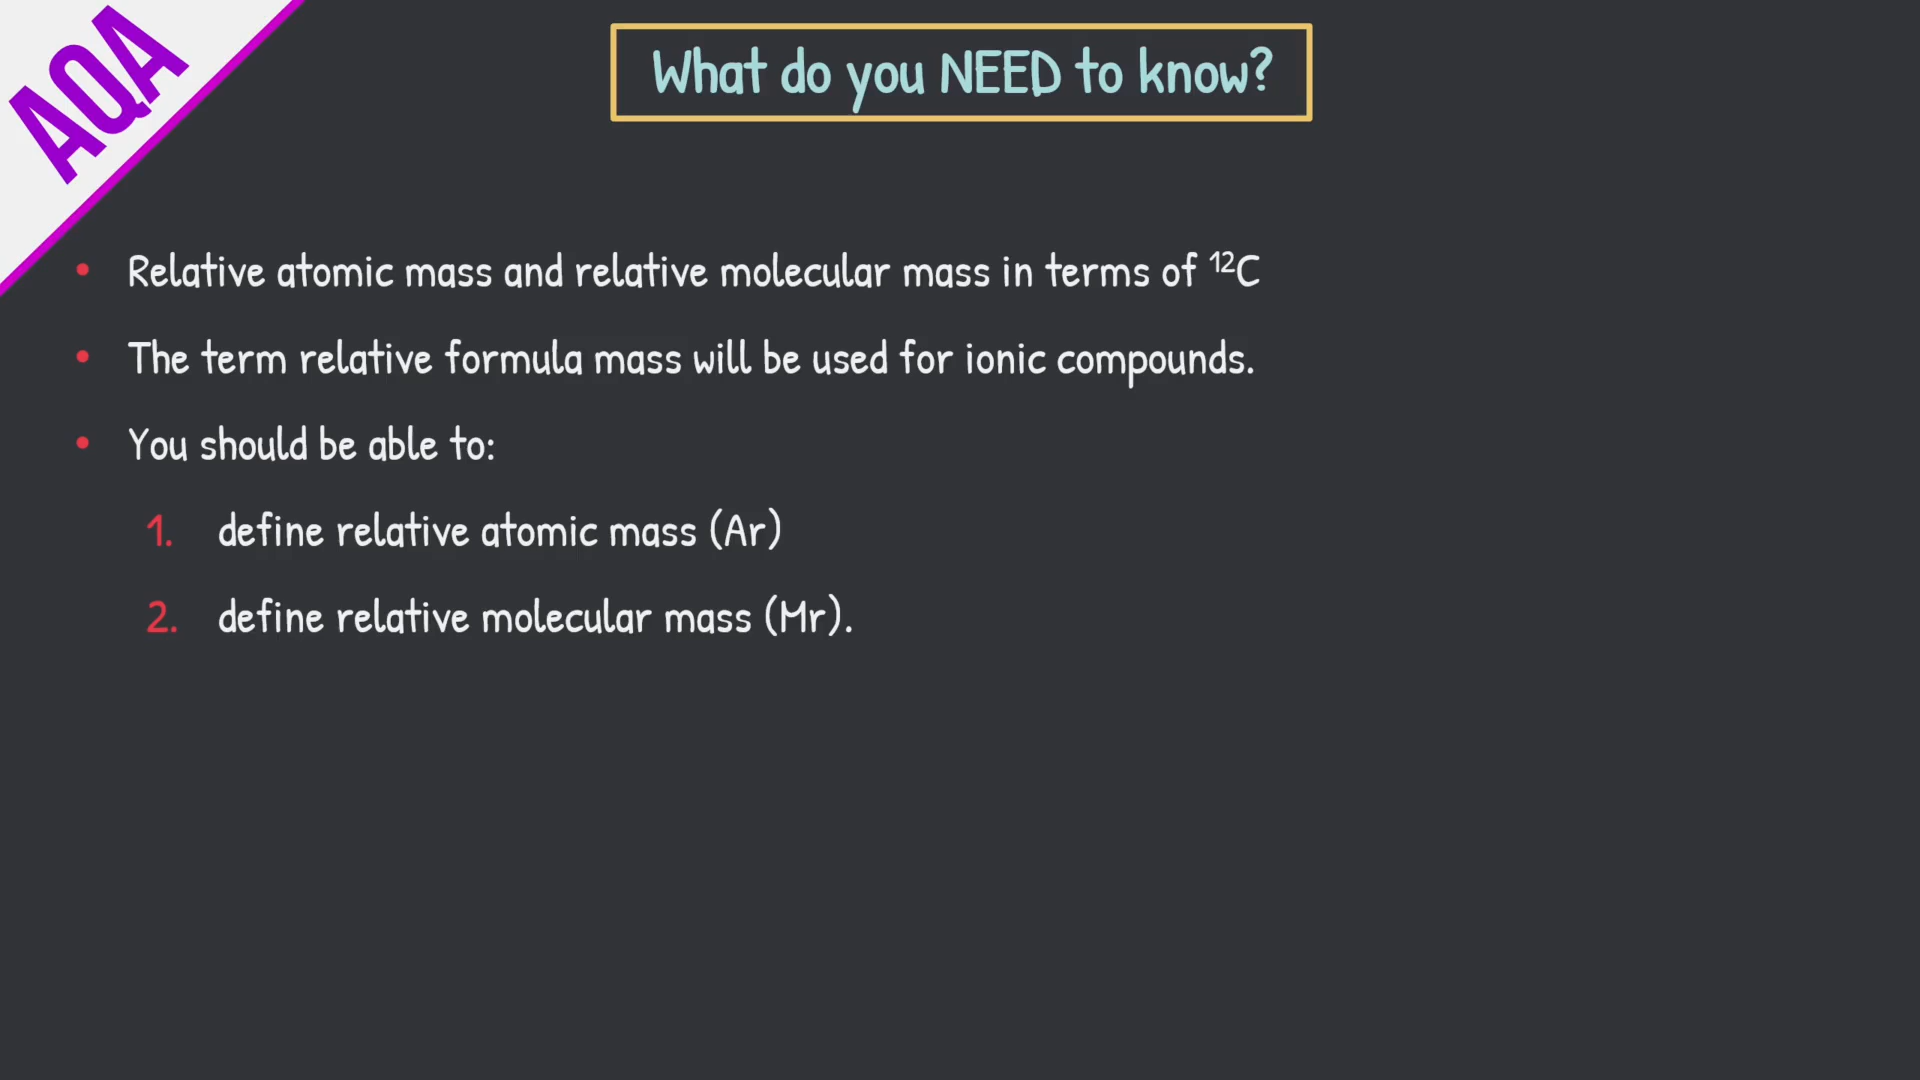 AQA
What do you NEED to know?
• Relative atomic mass and relative molecular mass in terms of ¹²C
• The term relative formula mass will be used for ionic compounds.
• You should be able to:
1. define relative atomic mass (Ar)
2. define relative molecular mass (Mr).